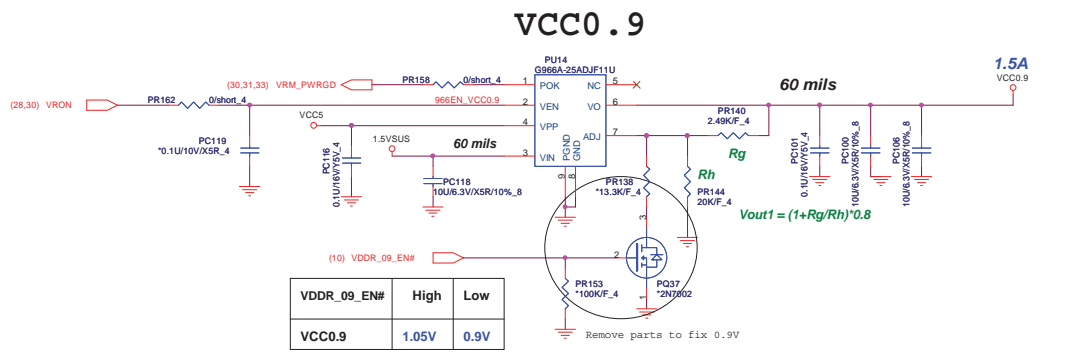 VCC0.9
PU14
G966A-25ADJF11U
1.5A
VCC0.9
(30,31,33) VRM_PWRGD
PR158
0/short_4
1
POK
NC
5
60 mils
(28,30) VRON
PR162
0/short_4
966EN_VCC0.9
2
VEN
VO
6
PR140
2.49K/F_4
VCC5
4
VPP
ADJ
7
1.5VSUS
60 mils
3
VIN
PGND
GND
9
8
PC119
*0.1U/10V/X5R_4
PC116
0.1U/16V/Y5V_4
PC118
10U/6.3V/X5R/10%_8
Rg
PC101
0.1U/16V/Y5V_4
PC100
10U/6.3V/X5R/10%_8
PC106
10U/6.3V/X5R/10%_8
PR138
*13.3K/F_4
Rh
PR144
20K/F_4
Vout1 = (1+Rg/Rh)*0.8
(10) VDDR_09_EN#
3
2
1
PR153
*100K/F_4
PQ37
*2N7002
VDDR_09_EN# High Low
VCC0.9 1.05V 0.9V
Remove parts to fix 0.9V